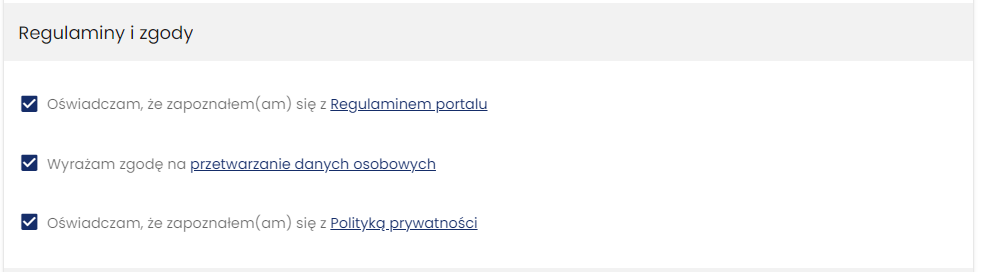 Regulaminy i zgody
Oświadczam, że zapoznałem(am) się z Regulaminem portalu
Wyrażam zgodę na przetwarzanie danych osobowych
Oświadczam, że zapoznałem(am) się z Polityką prywatności